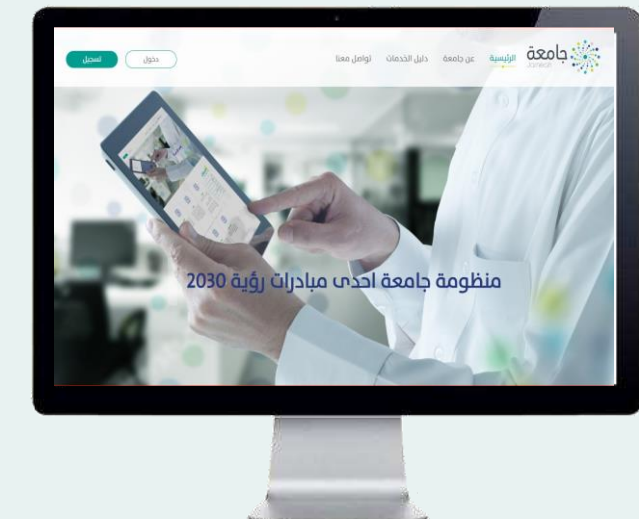 جامعة
الرئيسية
عن جامعة
دليل الخدمات
تواصل معنا
دخول
تسجيل
منظومة جامعة احدى مبادرات رؤية 2030